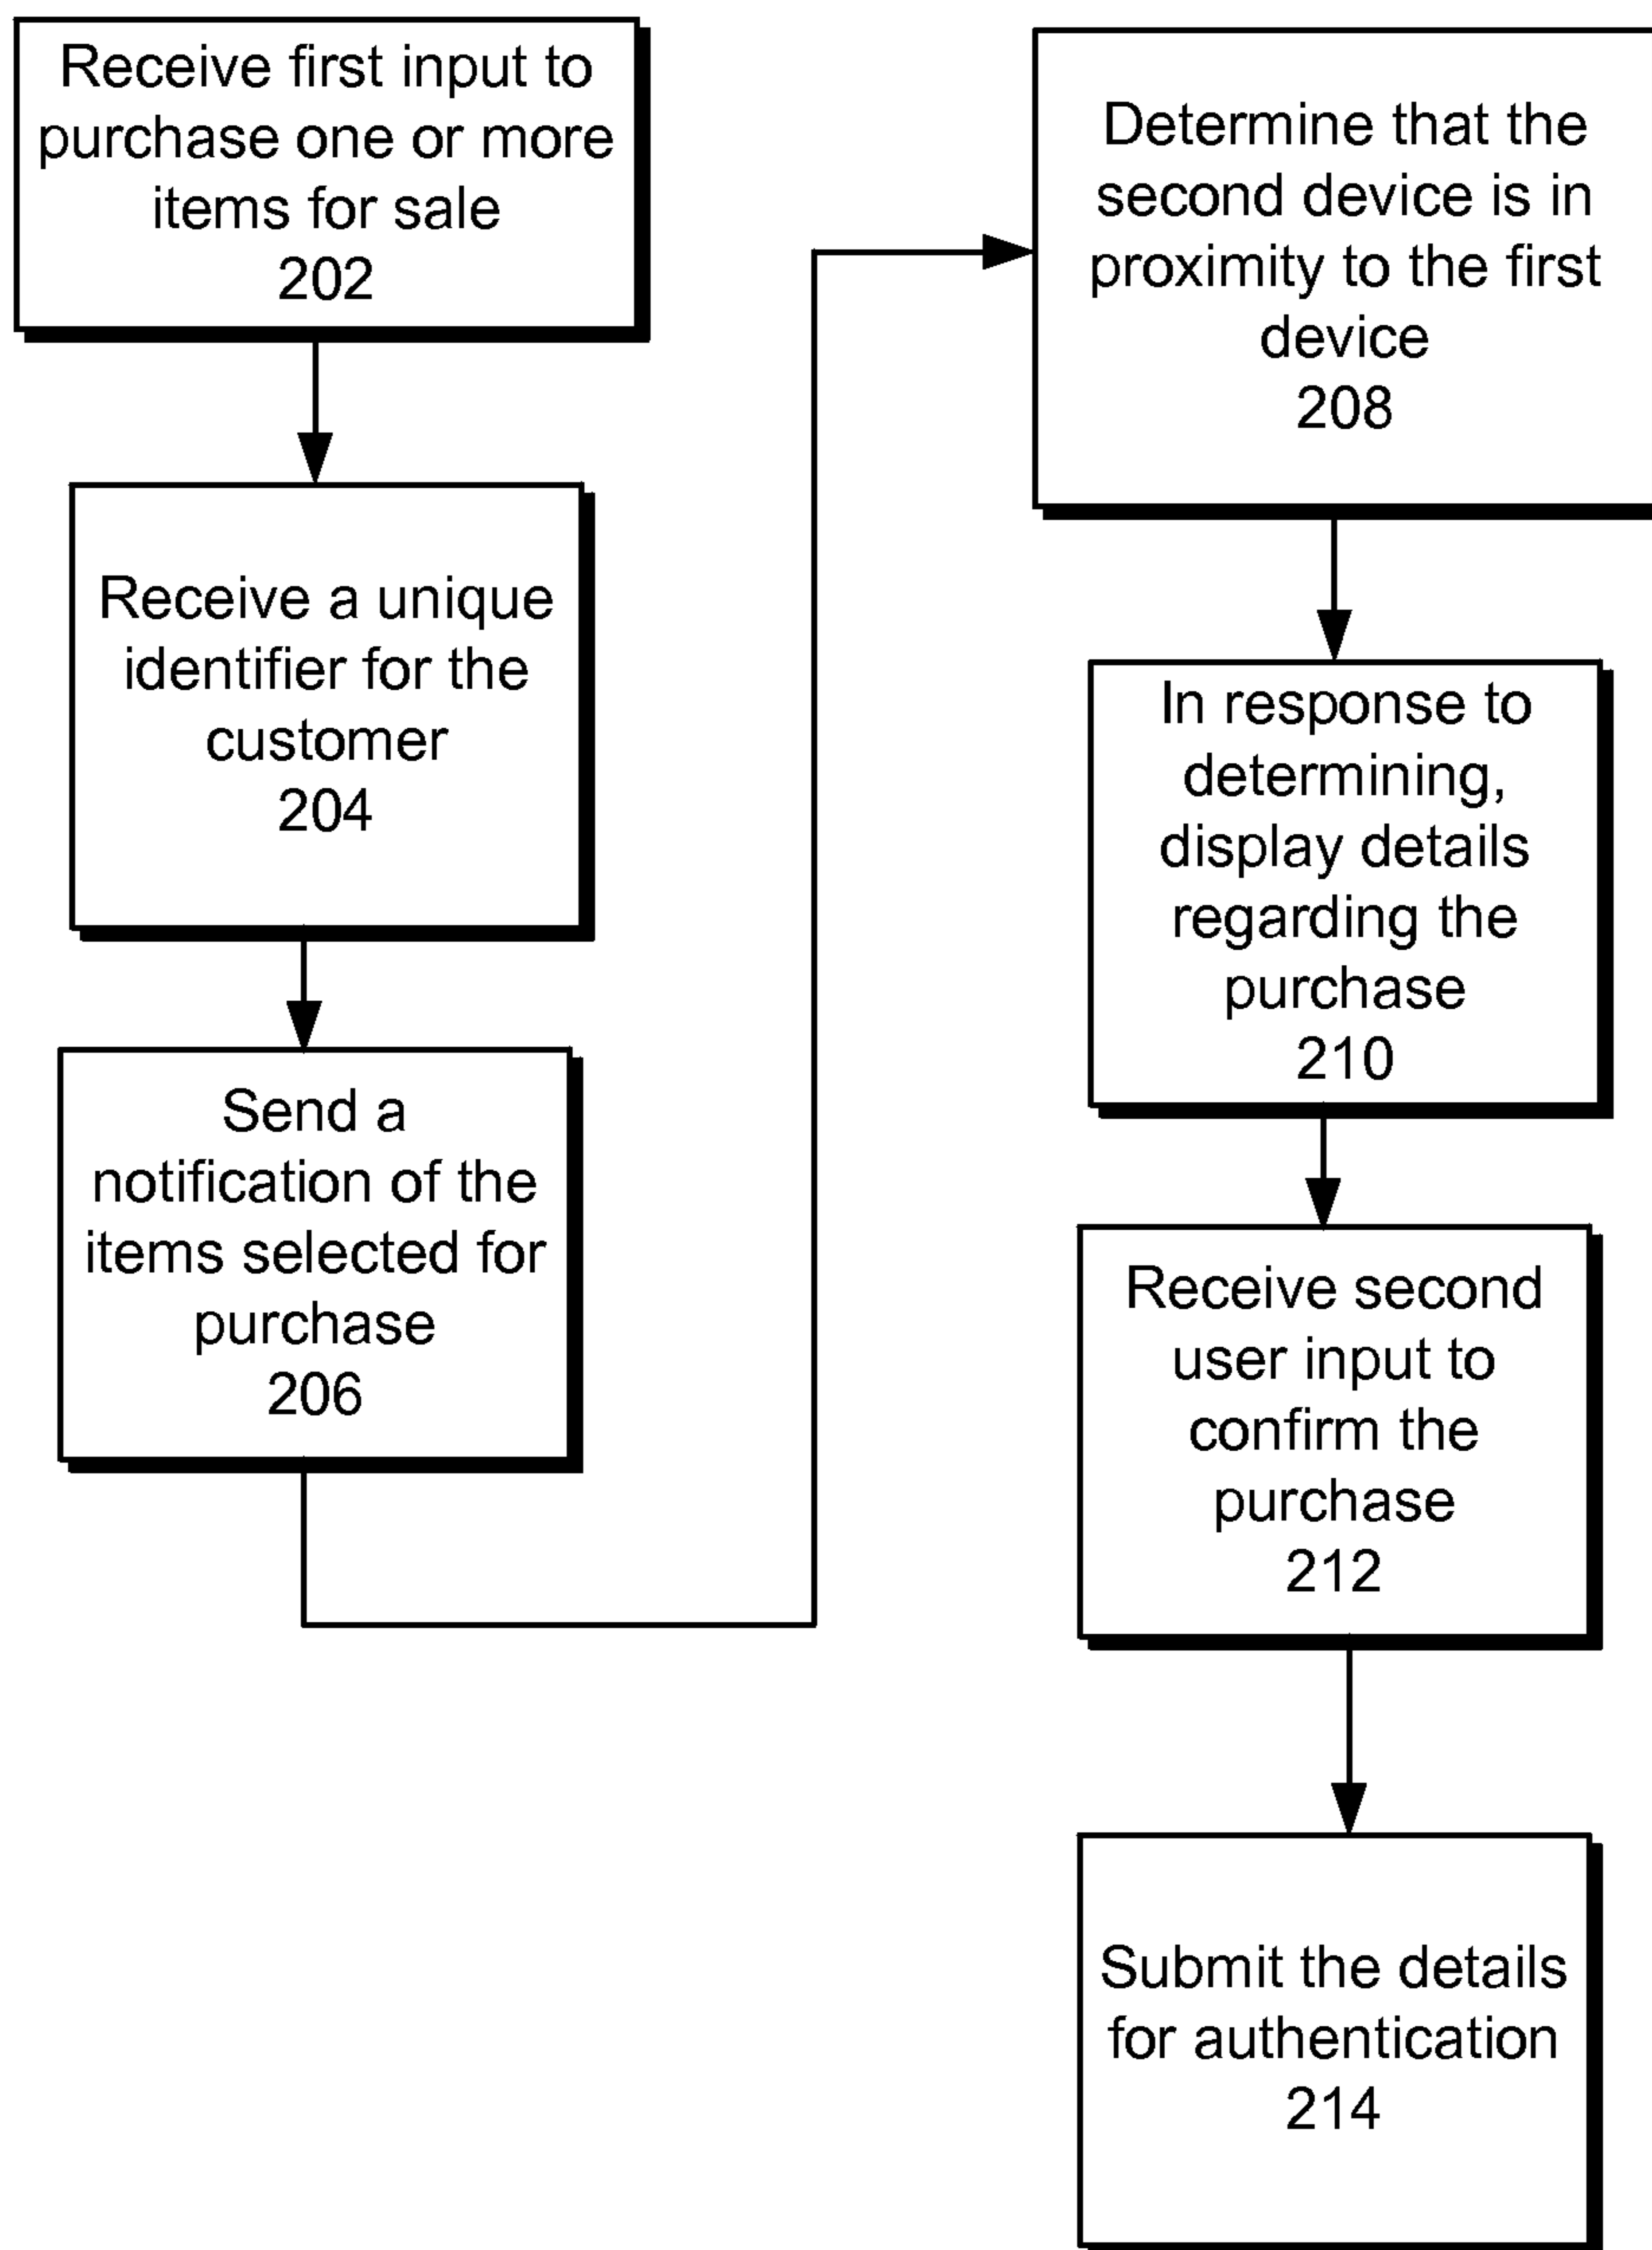 Receive first input to
purchase one or more
items for sale
202
Receive a unique
identifier for the
customer
204
Send a
notification of the
items selected for
purchase
206
Determine that the
second device is in
proximity to the first
device
208
In response to
determining,
display details
regarding the
purchase
210
Receive second
user input to
confirm the
purchase
212
Submit the details
for authentication
214